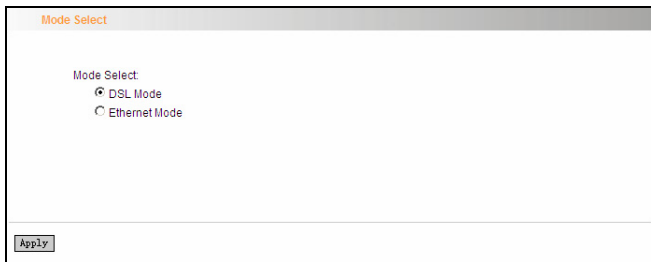 Mode Select
Mode Select:
DSL Mode
Ethernet Mode
Apply